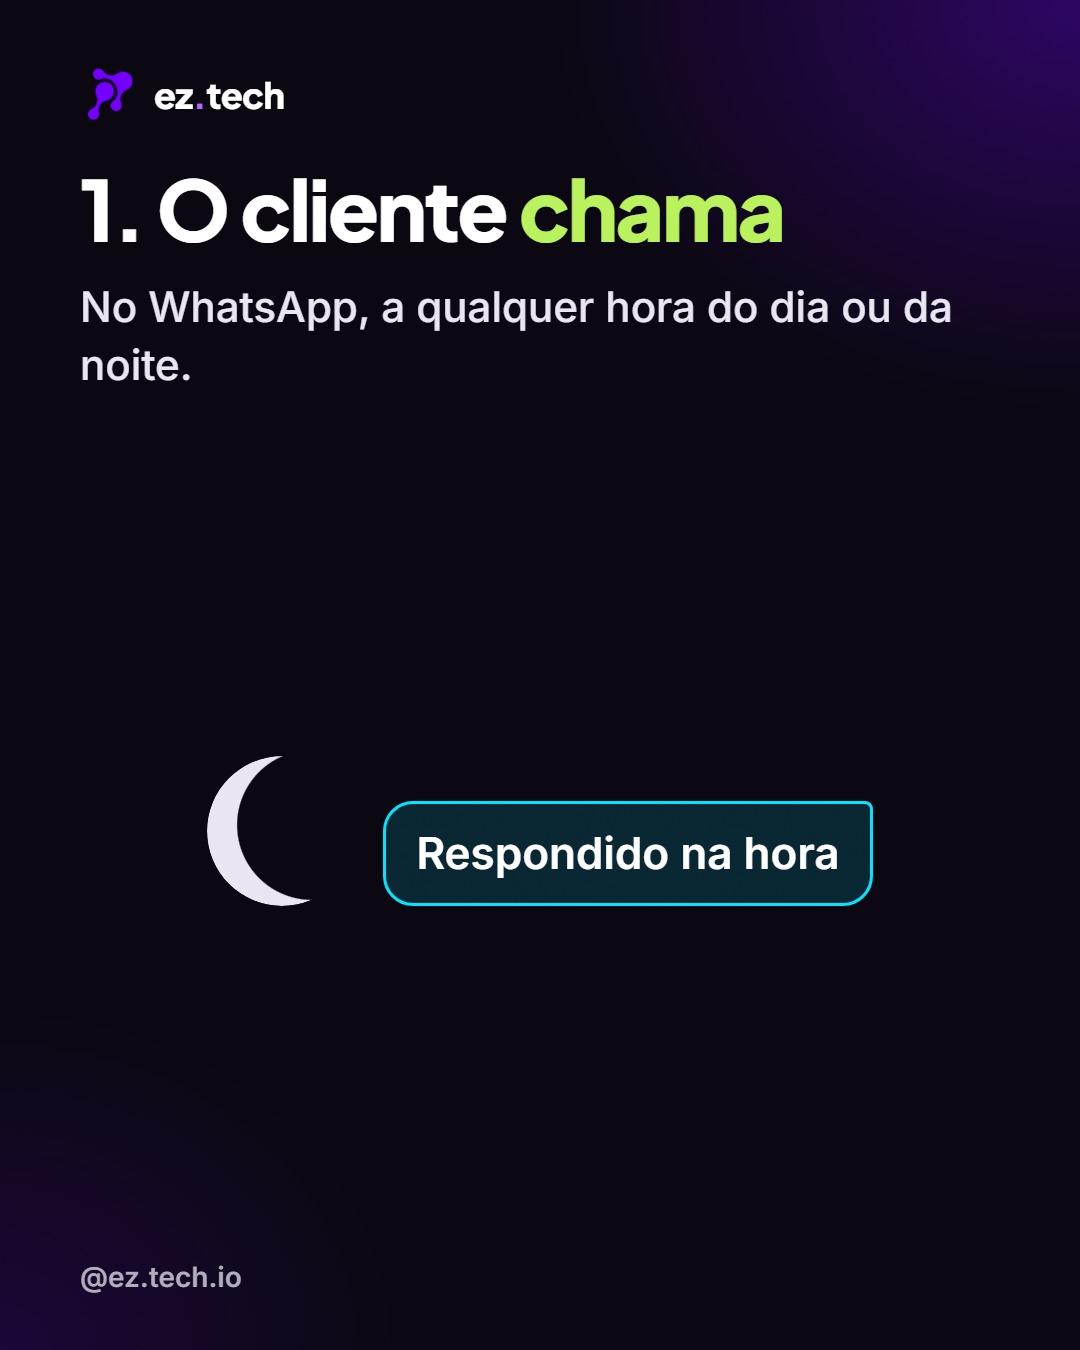 ez.tech
1. O cliente chama
No WhatsApp, a qualquer hora do dia ou da
noite.
Respondido na hora
@ez.tech.io